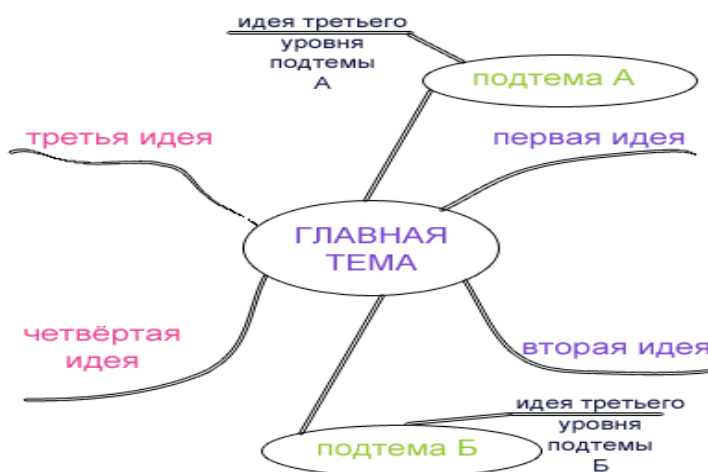 идея третьего
уровня
подтемы
А
подтема А
третья идея
первая идея
ГЛАВНАЯ
ТЕМА
четвёртая
идея
вторая идея
идея третьего
уровня
подтемы
Б
подтема Б